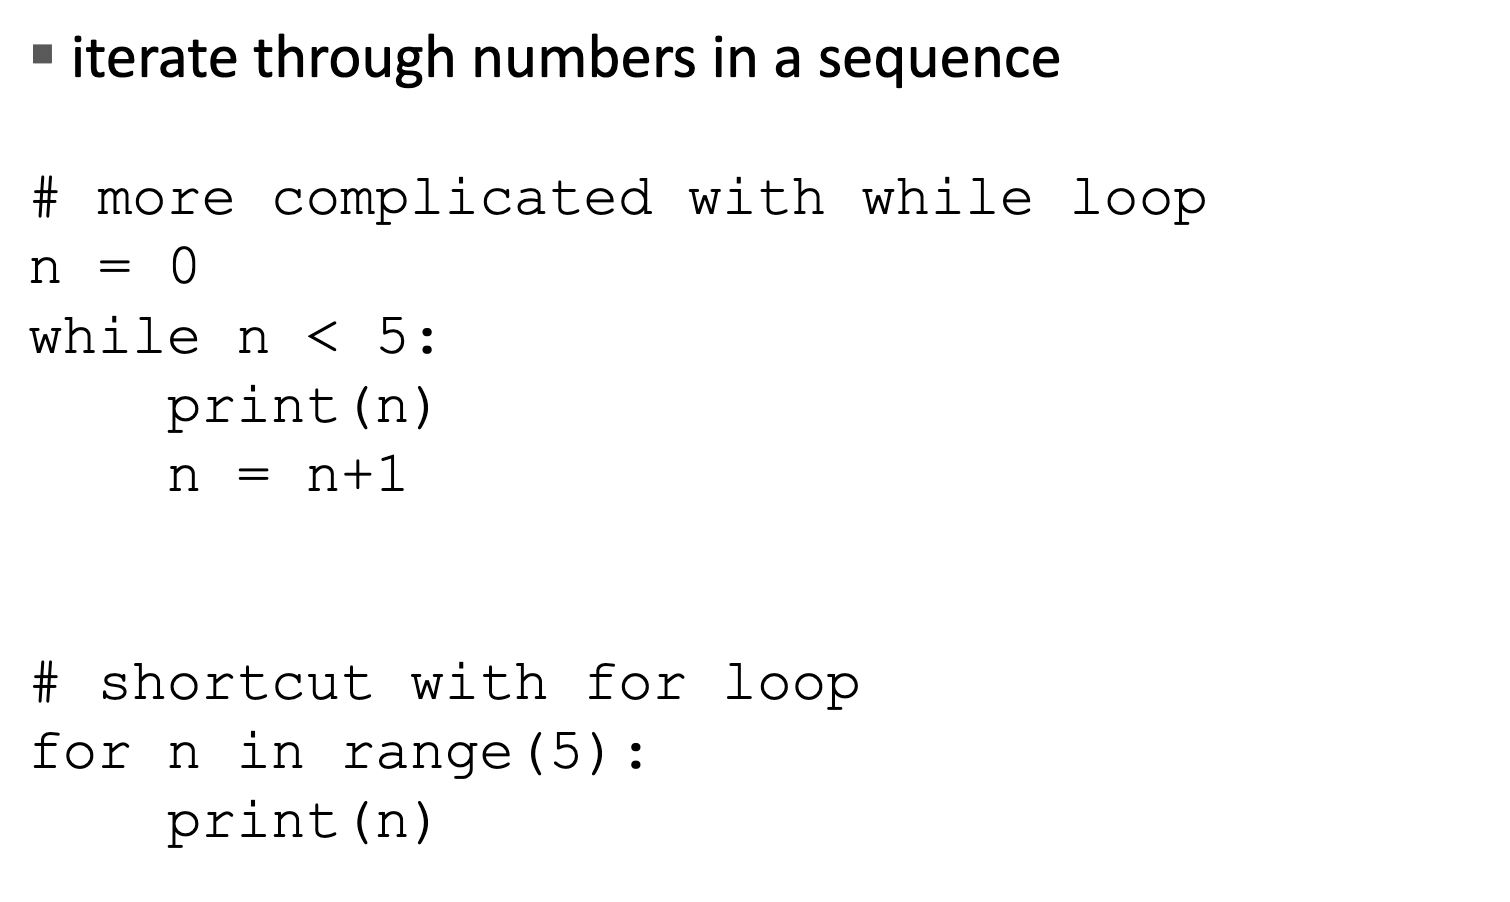 ▪ iterate through numbers in a sequence
# more complicated with while loop
n = 0
while n < 5:
    print(n)
    n = n+1
# shortcut with for loop
for n in range(5):
    print(n)